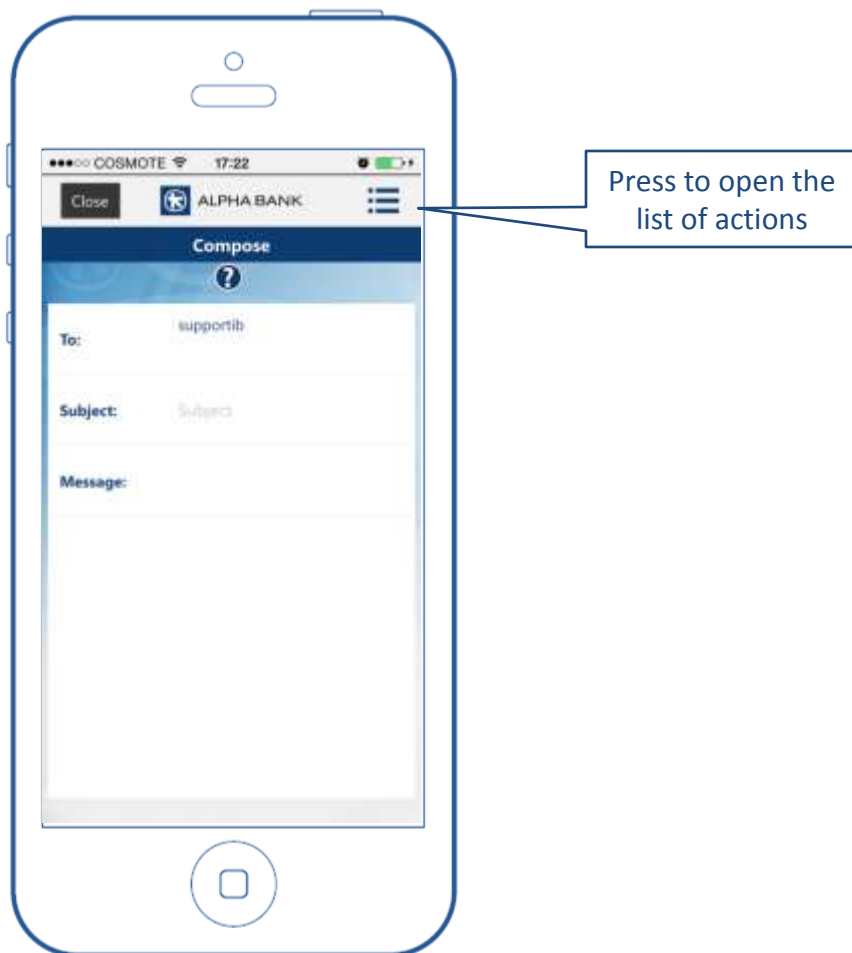 COSMOTE 17:22
Close ALPHA BANK
Compose
?
To: supportib
Subject: Subject
Message:
Press to open the
list of actions